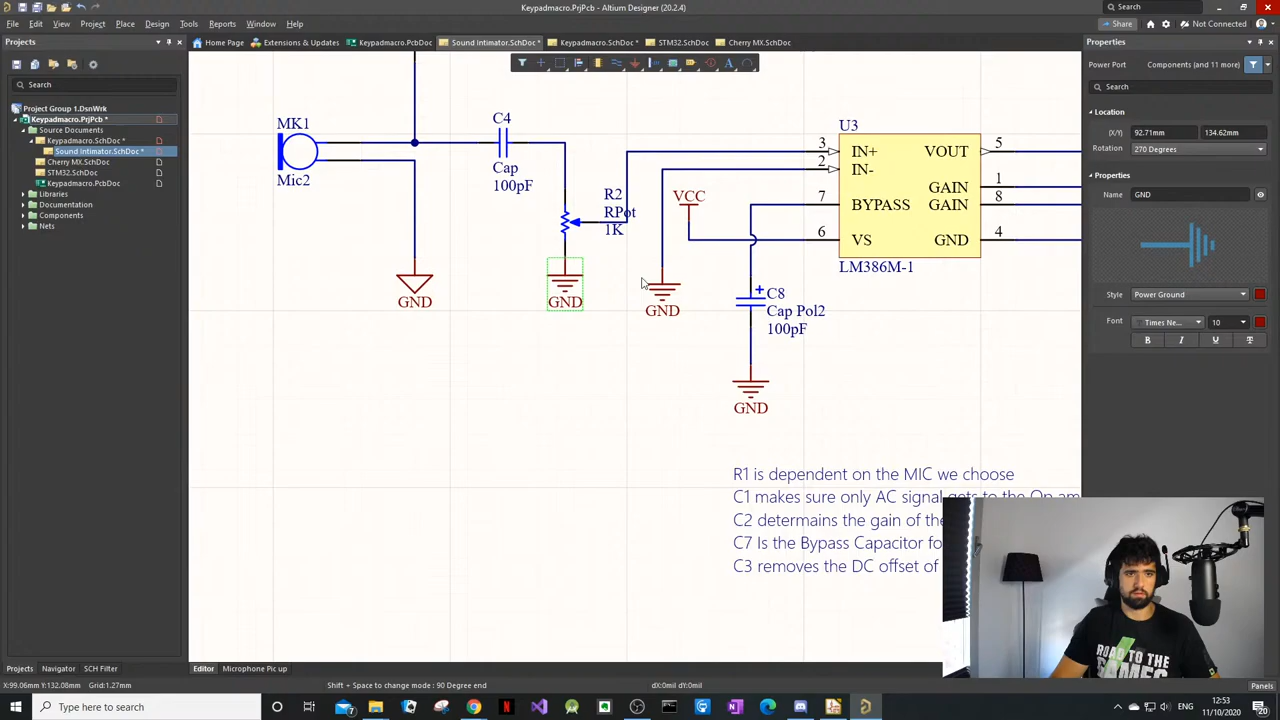 Keypadmacro.PrjPcb - Altium Designer (20.2.4)
Search
File Edit View Project Place Design Tools Reports Window Help
Share
Not Connected
Projects
Home Page
Extensions & Updates
Keypadmacro.PcbDoc
Sound Intimator.SchDoc *
Keypadmacro.SchDoc *
STM32.SchDoc
Cherry MX.SchDoc
Properties
Power Port
Components (and 11 more)
Search
Search
Project Group 1.DsnWrk
Keypadmacro.PrjPcb *
Source Documents
Keypadmacro.SchDoc *
Sound Intimator.SchDoc *
Cherry MX.SchDoc
STM32.SchDoc
Keypadmacro.PcbDoc
Libraries
Documentation
Components
Nets
MK1
Mic2
C4
Cap
100pF
R2
RPot
1K
GND
GND
GND
VCC
C8
Cap Pol2
100pF
GND
U3
3 IN+
2 IN-
7 BYPASS
6 VS
VOUT 5
GAIN 1
GAIN 8
GND 4
LM386M-1
R1 is dependent on the MIC we choose
C1 makes sure only AC signal gets to the Op am
C2 determains the gain of the
C7 Is the Bypass Capacitor fo
C3 removes the DC offset of
Location
(X/Y) 92.71mm 134.62mm
Rotation 270 Degrees
Properties
Name GND
Style Power Ground
Font Times Ne... 10
B I U T
ROAD TO THE
Projects Navigator SCH Filter
Editor Microphone Pic up
X:99.06mm Y:132.08mm Grid:1.27mm
Shift + Space to change mode : 90 Degree end
dX:0mil dY:0mil
Panels
Type here to search
ENG
12:53
11/10/2020